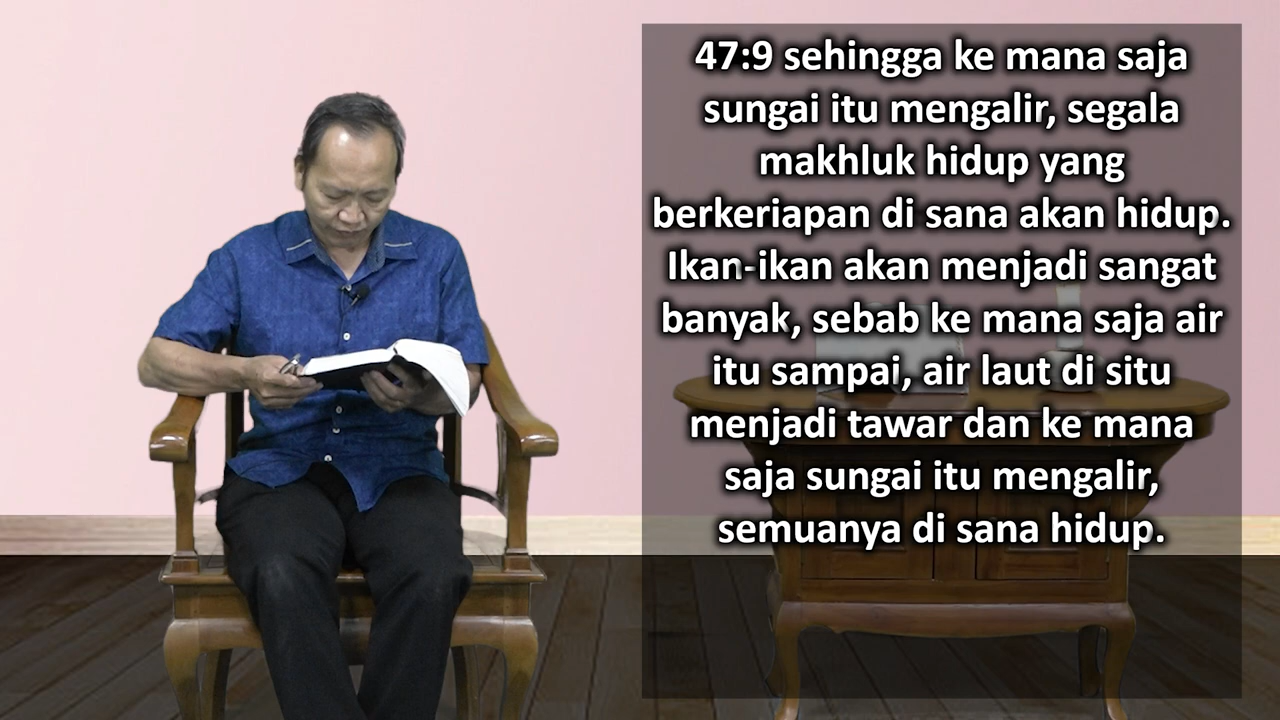 47:9 sehingga ke mana saja
sungai itu mengalir, segala
makhluk hidup yang
berkeriapan di sana akan hidup.
Ikan-ikan akan menjadi sangat
banyak, sebab ke mana saja air
itu sampai, air laut di situ
menjadi tawar dan ke mana
saja sungai itu mengalir,
semuanya di sana hidup.